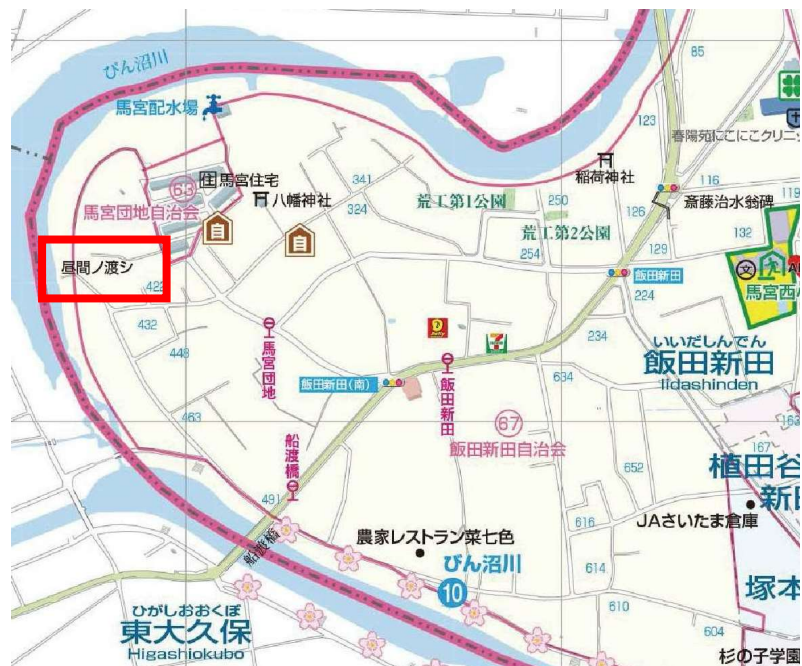 びん沼川
85
馬宮配水場
123
春陽苑にこにこクリニッ
63
住馬宮住宅
341
稲荷神社
116
119
馬宮団地自治会
八幡神社
324
荒工第1公園
250
126
斎藤治水翁碑
自
自
荒工第2公園
132
254
129
文
昼間ノ渡シ
飯田新田
馬宮西
422
224
432
234
いいだしんでん
飯田新田
Iidashinden
448
馬宮団地
飯田新田(南)
飯田新田
634
463
67
163
船渡橋
飯田新田自治会
167
652
植田谷
新田
491
616
JAさいたま倉庫
農家レストラン菜七色
船渡橋
びん沼川
10
614
塚本
ひがしおおくぼ
東大久保
Higashiokubo
610
604
杉の子学園